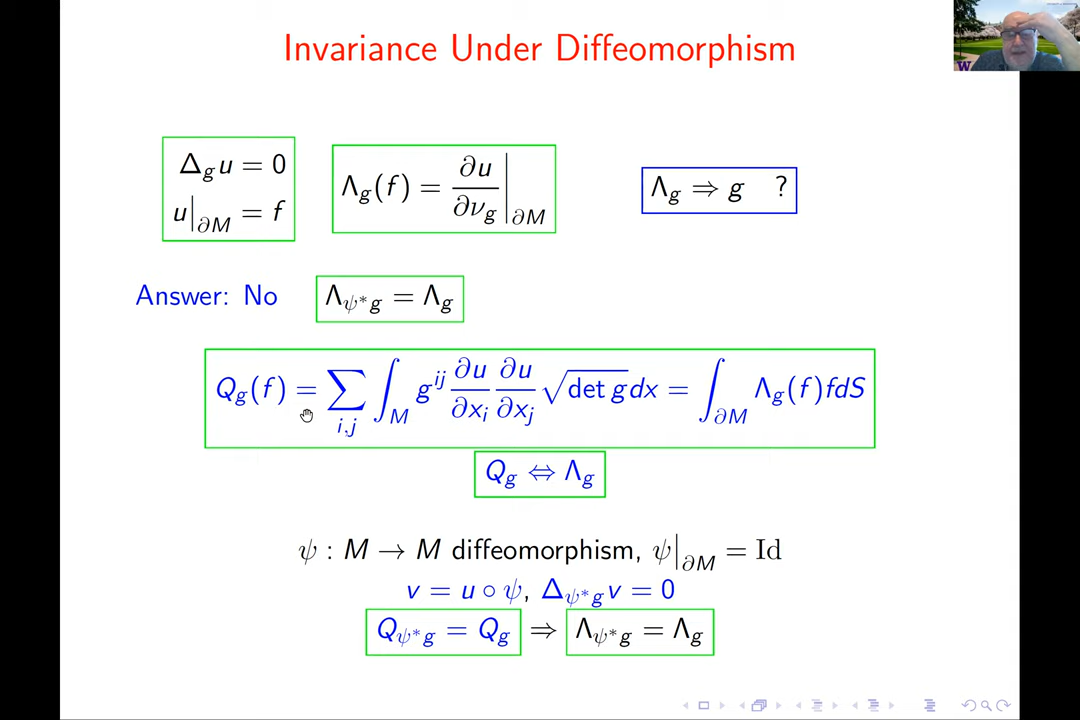 Invariance Under Diffeomorphism
Δ_g u = 0
u|_∂M = f
Λ_g(f) = ∂u/∂ν_g |_∂M
Λ_g ⇒ g ?
Answer: No Λ_ψ*g = Λ_g
Q_g(f) = ∑_{i,j} ∫_M g^{ij} ∂u/∂x_i ∂u/∂x_j √(det g) dx = ∫_∂M Λ_g(f) f dS
Q_g ⇔ Λ_g
ψ : M → M diffeomorphism, ψ|_∂M = Id
v = u ∘ ψ, Δ_ψ*g v = 0
Q_ψ*g = Q_g ⇒ Λ_ψ*g = Λ_g
W